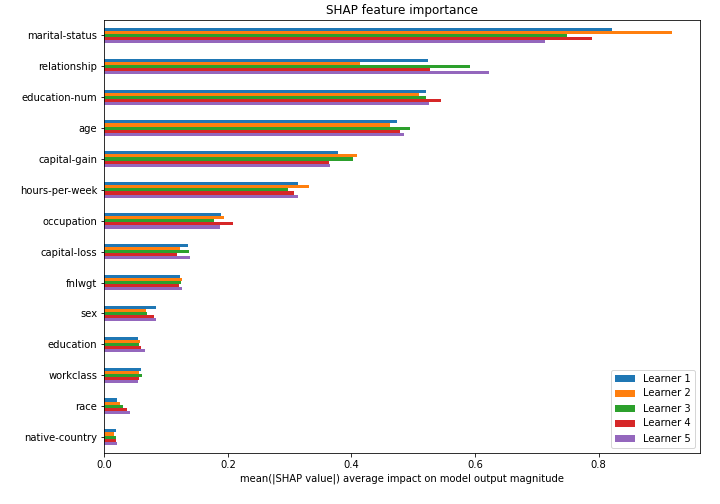 SHAP feature importance
marital-status
relationship
education-num
age
capital-gain
hours-per-week
occupation
capital-loss
fnlwgt
sex
education
workclass
race
native-country
Learner 1
Learner 2
Learner 3
Learner 4
Learner 5
0.0 0.2 0.4 0.6 0.8
mean(|SHAP value|) average impact on model output magnitude